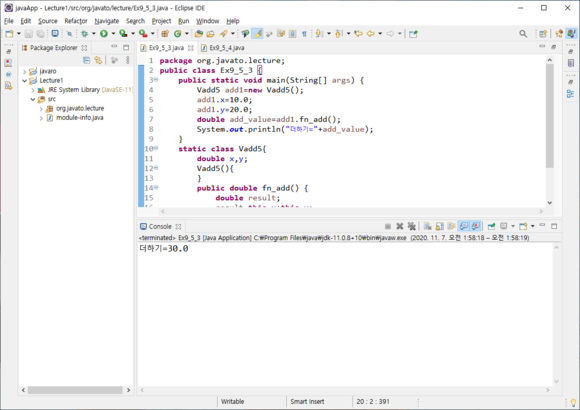 javaApp - Lecture1/src/org/javato/lecture/Ex9_5_3.java - Eclipse IDE
File Edit Source Refactor Navigate Search Project Run Window Help
Package Explorer
javaro
Lecture1
JRE System Library [JavaSE-11]
src
org.javato.lecture
module-info.java
Ex9_5_3.java Ex9_5_4.java
1 package org.javato.lecture;
2 public class Ex9_5_3 {
3 public static void main(String[] args) {
4 Vadd5 add1=new Vadd5();
5 add1.x=10.0;
6 add1.y=20.0;
7 double add_value=add1.fn_add();
8 System.out.println("더하기="+add_value);
9 }
10 static class Vadd5{
11 double x,y;
12 Vadd5(){
13 }
14 public double fn_add() {
15 double result;
16 result=this.x+this.y;
Console
<terminated> Ex9_5_3 [Java Application] C:₩Program Files₩java₩jdk-11.0.8+10₩bin₩javaw.exe (2020. 11. 7. 오전 1:58:18 – 오전 1:58:19)
더하기=30.0
Writable Smart Insert 20 : 2 : 391